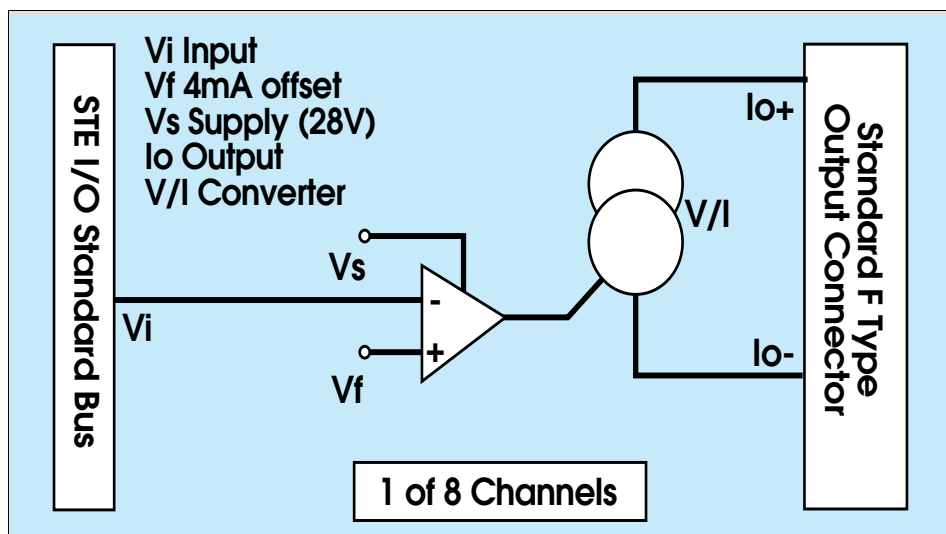 Vi Input
Vf 4mA offset
Vs Supply (28V)
Io Output
V/I Converter
STE I/O Standard Bus
Vs
-
Vi
+
Vf
V/I
Io+
Io-
Standard F Type
Output Connector
1 of 8 Channels